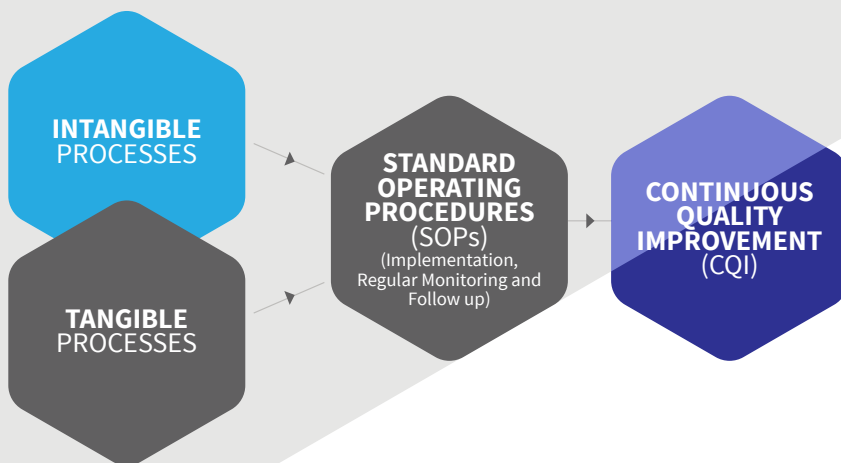 INTANGIBLE
PROCESSES
TANGIBLE
PROCESSES
STANDARD
OPERATING
PROCEDURES
(SOPs)
(Implementation,
Regular Monitoring and
Follow up)
CONTINUOUS
QUALITY
IMPROVEMENT
(CQI)